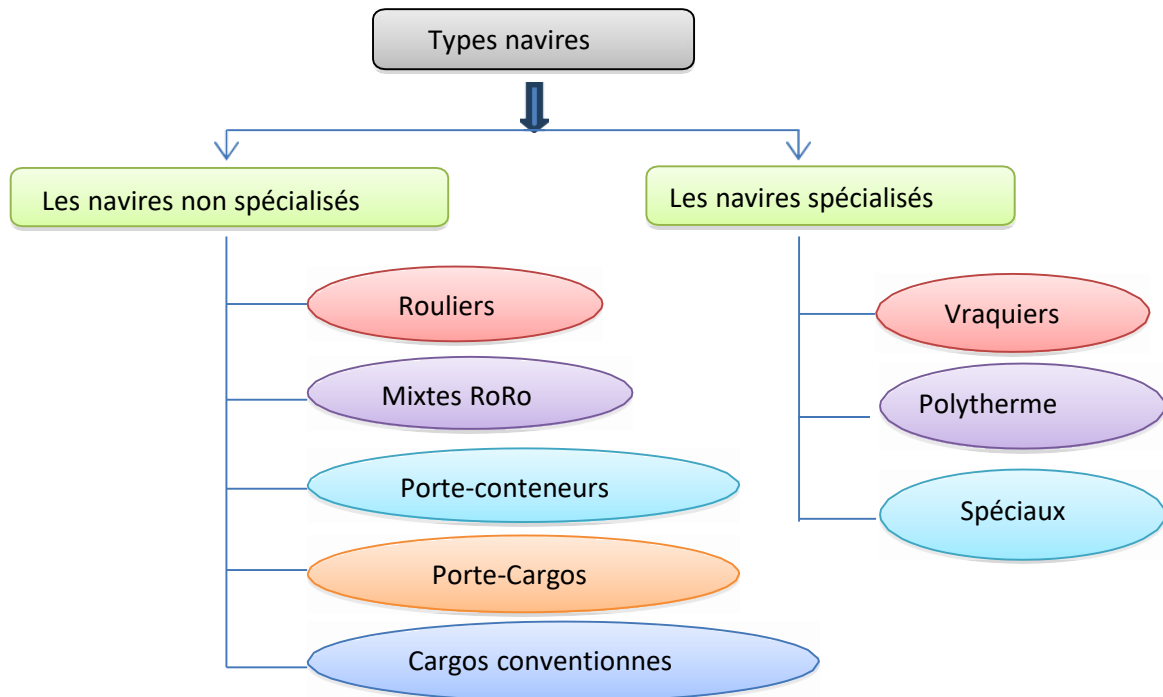 Types navires
Les navires non spécialisés
Les navires spécialisés
Rouliers
Mixtes RoRo
Porte-conteneurs
Porte-Cargos
Cargos conventionnes
Vraquiers
Polytherme
Spéciaux